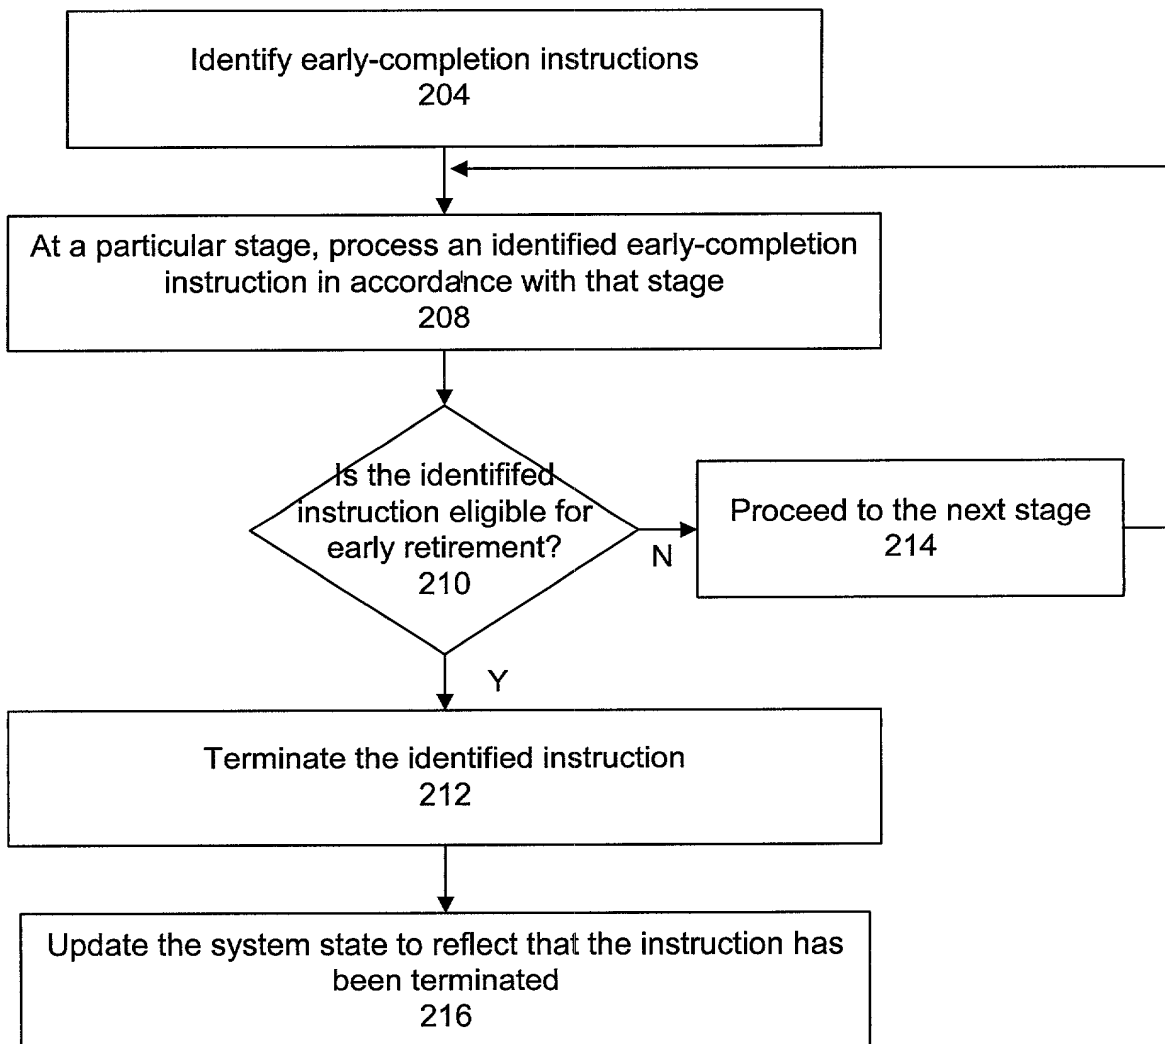 Identify early-completion instructions
204
At a particular stage, process an identified early-completion
instruction in accordance with that stage
208
Is the identififed
instruction eligible for
early retirement?
210
N
Proceed to the next stage
214
Y
Terminate the identified instruction
212
Update the system state to reflect that the instruction has
been terminated
216